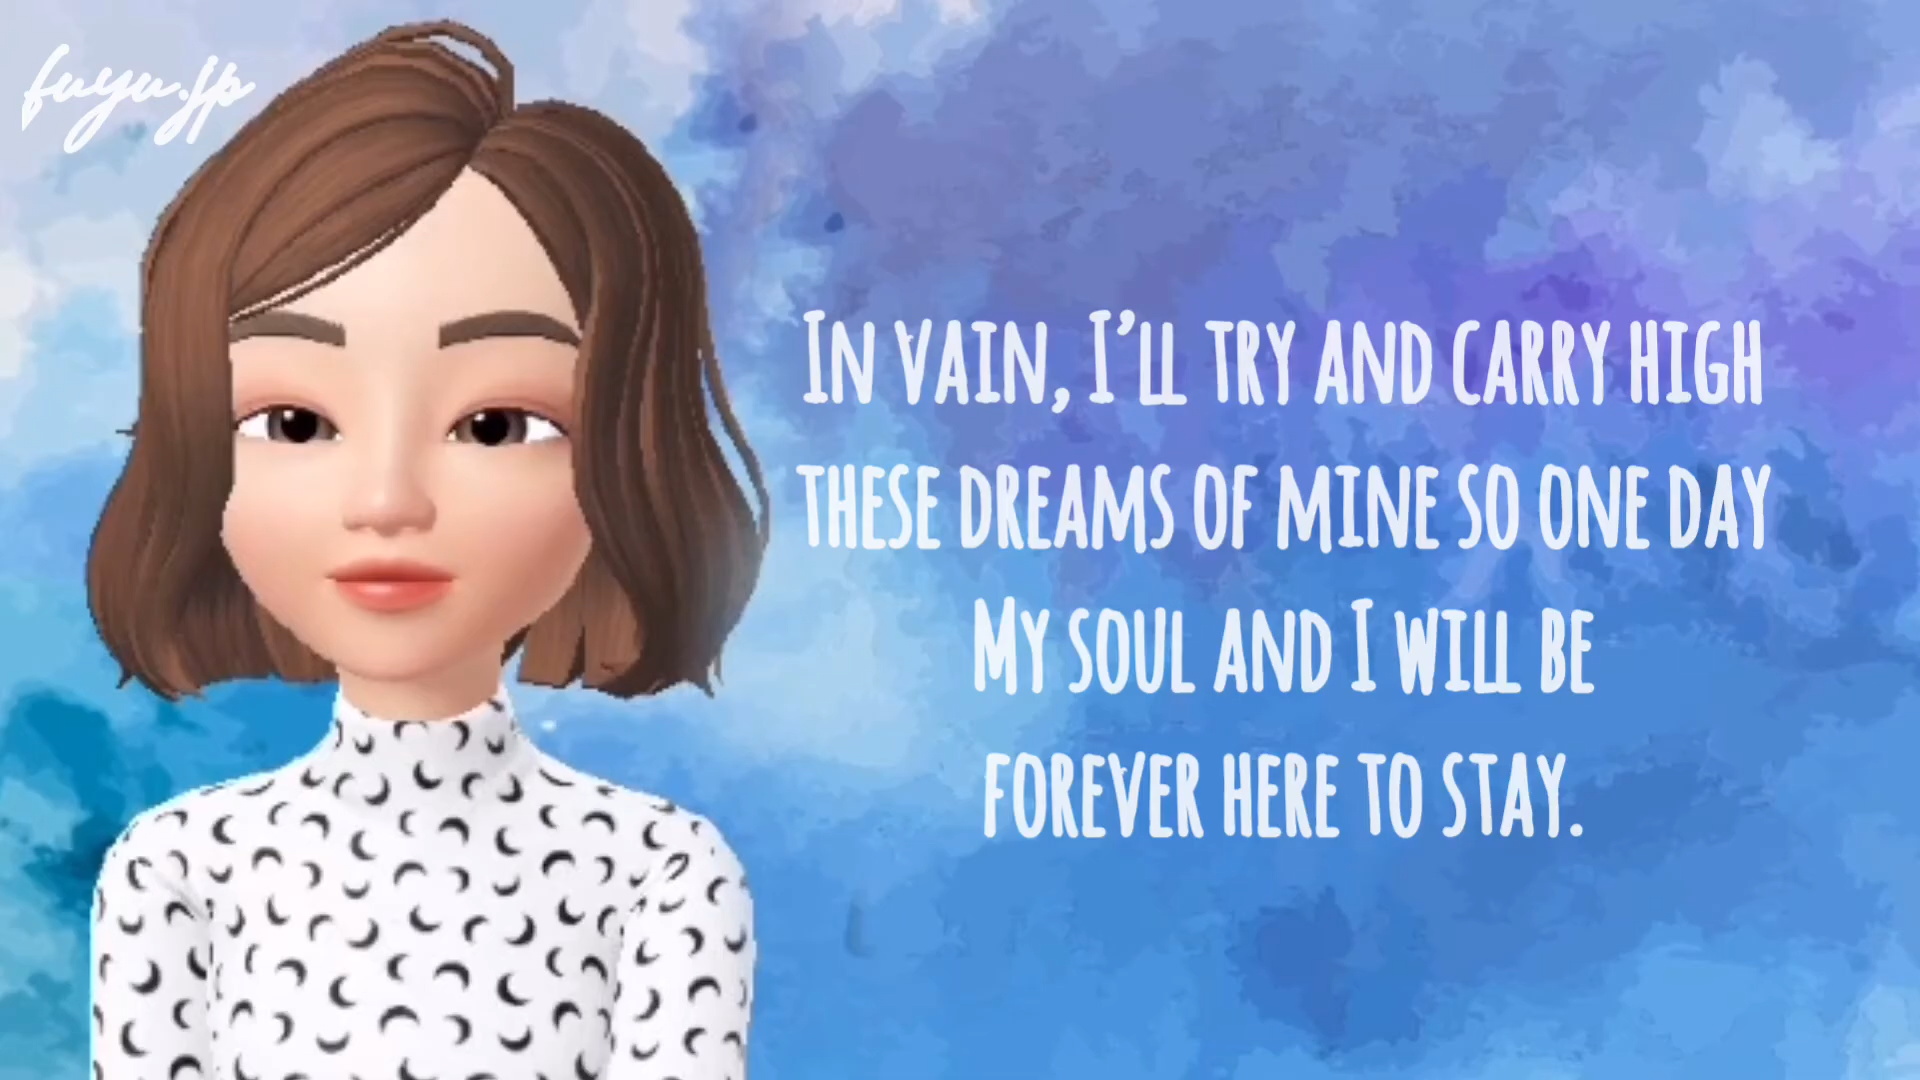 fuyu.jp
In vain, I'll try and carry high
these dreams of mine so one day
My soul and I will be
forever here to stay.